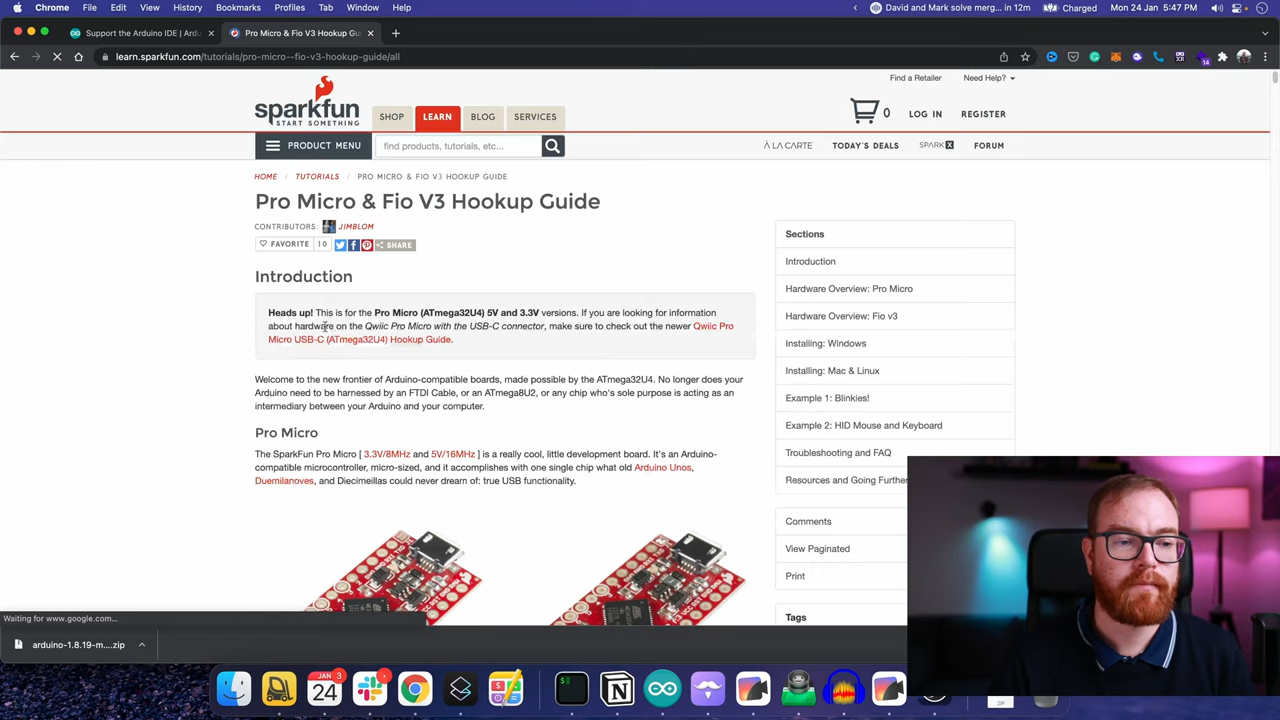 Chrome File Edit View History Bookmarks Profiles Tab Window Help David and Mark solve merg... in 12m Charged Mon 24 Jan 5:47 PM
Support the Arduino IDE | Ardu
Pro Micro & Fio V3 Hookup Gui
learn.sparkfun.com/tutorials/pro-micro--fio-v3-hookup-guide/all
14
Find a Retailer Need Help?
sparkfun
START SOMETHING
SHOP LEARN BLOG SERVICES
0 LOG IN REGISTER
PRODUCT MENU find products, tutorials, etc...
À LA CARTE TODAY'S DEALS SPARK X FORUM
HOME / TUTORIALS / PRO MICRO & FIO V3 HOOKUP GUIDE
Pro Micro & Fio V3 Hookup Guide
CONTRIBUTORS: JIMBLOM
FAVORITE 10 SHARE
Introduction
Heads up! This is for the Pro Micro (ATmega32U4) 5V and 3.3V versions. If you are looking for information
about hardware on the Qwiic Pro Micro with the USB-C connector, make sure to check out the newer Qwiic Pro
Micro USB-C (ATmega32U4) Hookup Guide.
Welcome to the new frontier of Arduino-compatible boards, made possible by the ATmega32U4. No longer does your
Arduino need to be harnessed by an FTDI Cable, or an ATmega8U2, or any chip who's sole purpose is acting as an
intermediary between your Arduino and your computer.
Pro Micro
The SparkFun Pro Micro [ 3.3V/8MHz and 5V/16MHz ] is a really cool, little development board. It's an Arduino-
compatible microcontroller, micro-sized, and it accomplishes with one single chip what old Arduino Unos,
Duemilanoves, and Diecimeillas could never dream of: true USB functionality.
Sections
Introduction
Hardware Overview: Pro Micro
Hardware Overview: Fio v3
Installing: Windows
Installing: Mac & Linux
Example 1: Blinkies!
Example 2: HID Mouse and Keyboard
Troubleshooting and FAQ
Resources and Going Further
Comments
View Paginated
Print
Tags
Waiting for www.google.com...
arduino-1.8.19-m....zip
JAN 3
24
ZIP